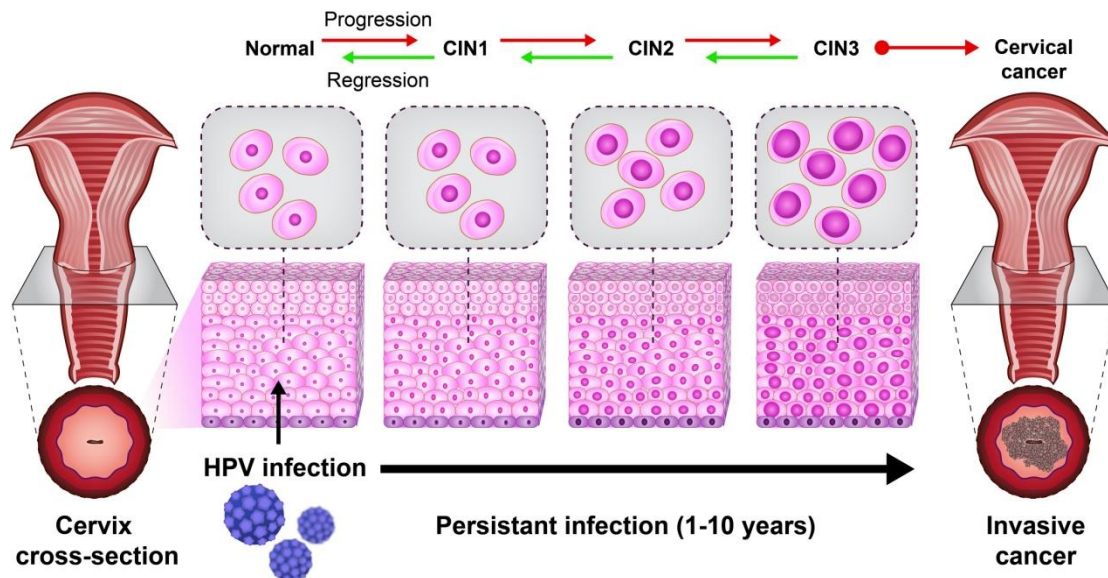 Progression
Normal
CIN1
CIN2
CIN3
Cervical
cancer
Regression
HPV infection
Persistant infection (1-10 years)
Cervix
cross-section
Invasive
cancer